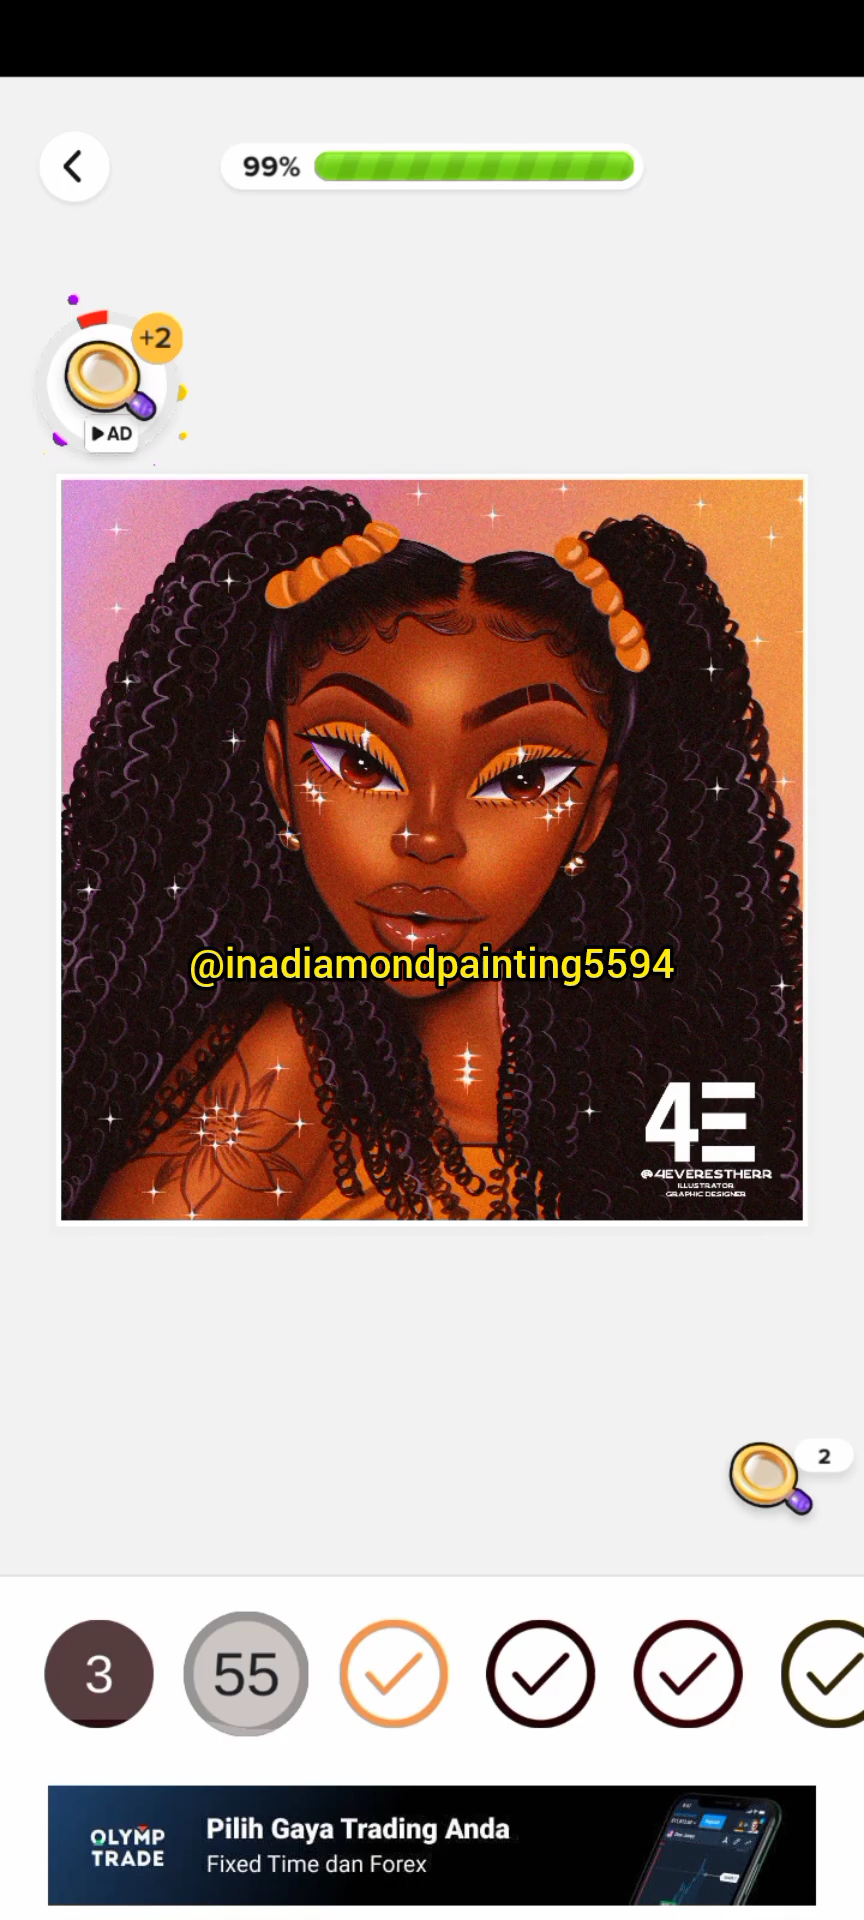 99%
+2
AD
@inadiamondpainting5594
4E
@4EVERESTHERR
ILLUSTRATOR
GRAPHIC DESIGNER
2
3
55
OLYMP
TRADE
Pilih Gaya Trading Anda
Fixed Time dan Forex